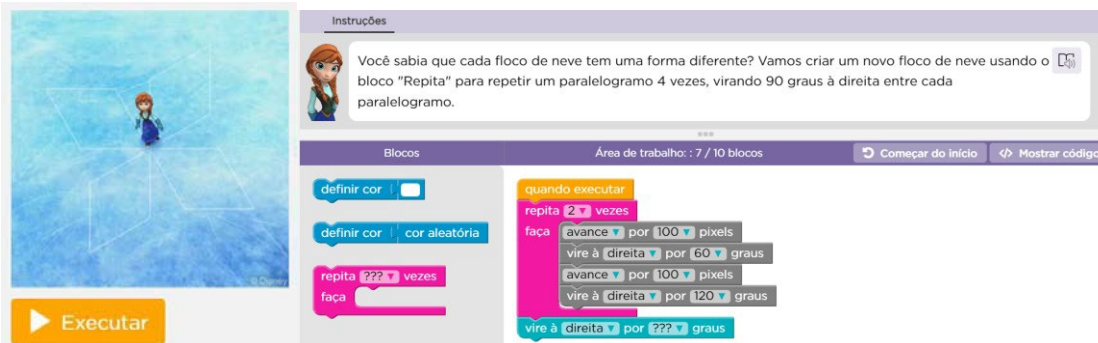 Instruções
Você sabia que cada floco de neve tem uma forma diferente? Vamos criar um novo floco de neve usando o
bloco "Repita" para repetir um paralelogramo 4 vezes, virando 90 graus à direita entre cada
paralelogramo.
© Disney
Executar
Blocos
Área de trabalho: : 7 / 10 blocos
Começar do início
</> Mostrar código
definir cor
definir cor cor aleatória
repita ??? vezes
faça
quando executar
repita 2 vezes
faça avance por 100 pixels
vire à direita por 60 graus
avance por 100 pixels
vire à direita por 120 graus
vire à direita por ??? graus